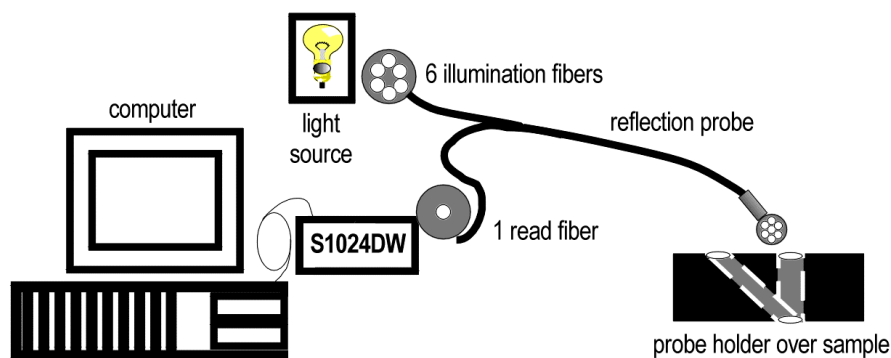 6 illumination fibers
computer
light
source
reflection probe
S1024DW
1 read fiber
probe holder over sample